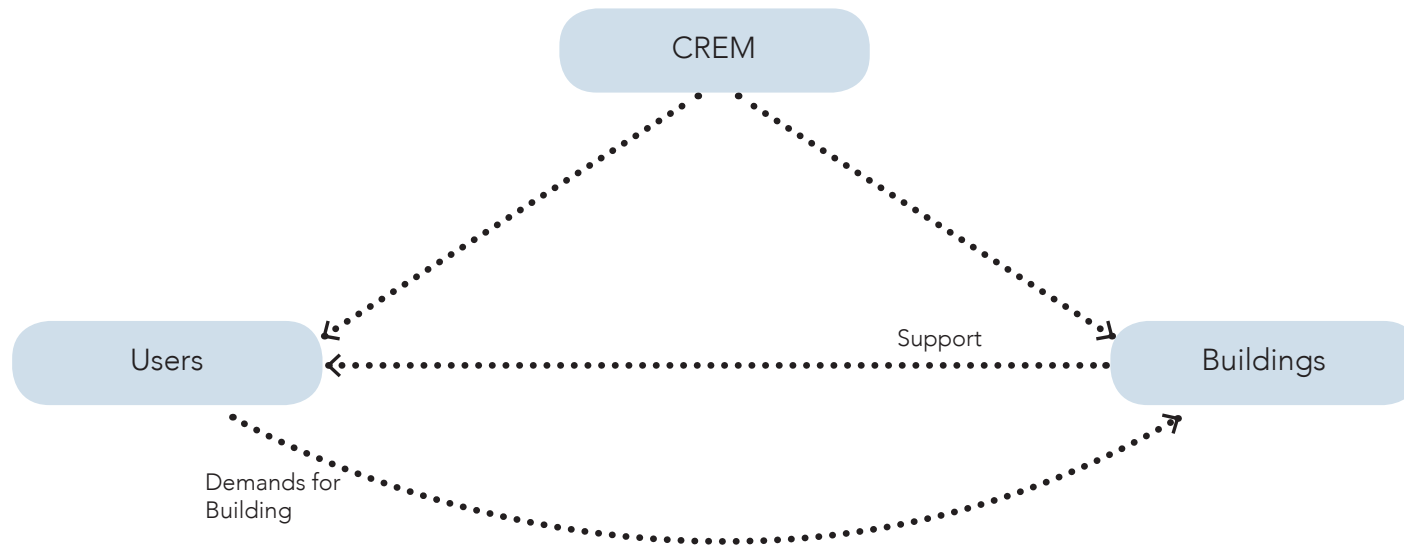 CREM
Support
Users
Buildings
Demands for
Building